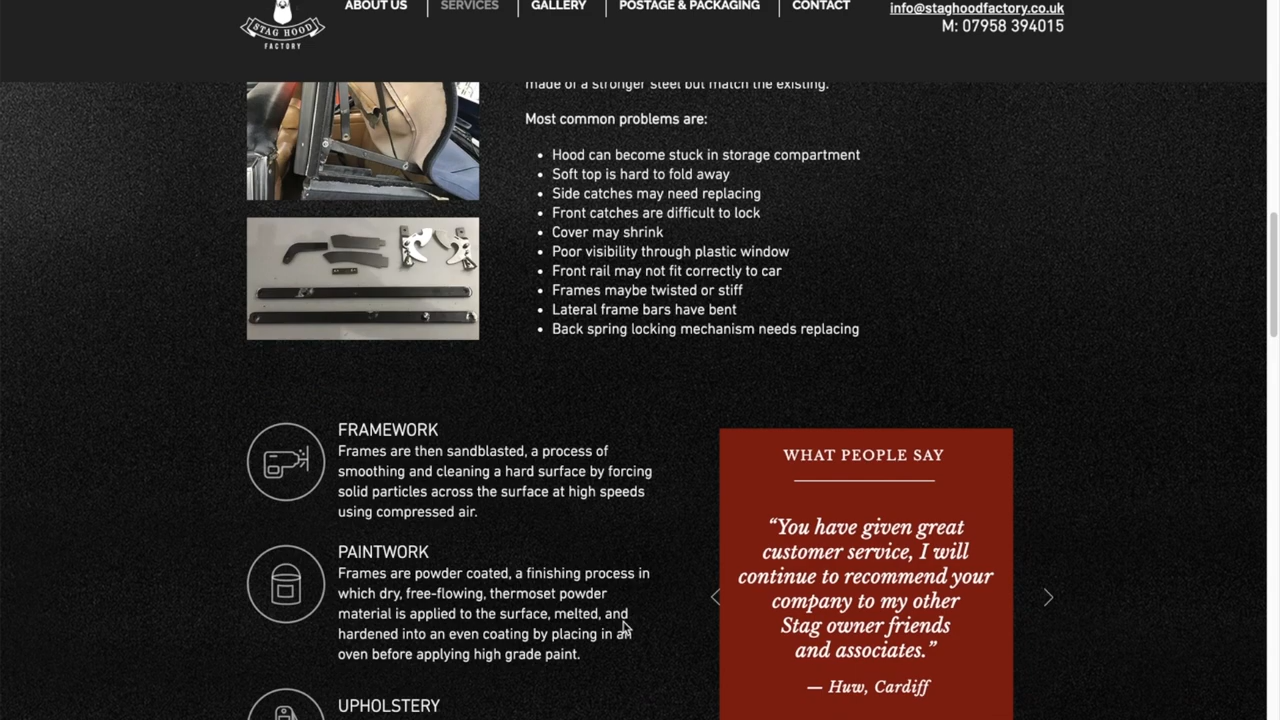 ABOUT US
SERVICES
GALLERY
POSTAGE & PACKAGING
CONTACT
info@staghoodfactory.co.uk
M: 07958 394015
STAG HOOD
FACTORY
made of a stronger steel but match the existing.
Most common problems are:
• Hood can become stuck in storage compartment
• Soft top is hard to fold away
• Side catches may need replacing
• Front catches are difficult to lock
• Cover may shrink
• Poor visibility through plastic window
• Front rail may not fit correctly to car
• Frames maybe twisted or stiff
• Lateral frame bars have bent
• Back spring locking mechanism needs replacing
FRAMEWORK
Frames are then sandblasted, a process of
smoothing and cleaning a hard surface by forcing
solid particles across the surface at high speeds
using compressed air.
PAINTWORK
Frames are powder coated, a finishing process in
which dry, free-flowing, thermoset powder
material is applied to the surface, melted, and
hardened into an even coating by placing in an
oven before applying high grade paint.
UPHOLSTERY
WHAT PEOPLE SAY
“You have given great
customer service, I will
continue to recommend your
company to my other
Stag owner friends
and associates.”
— Huw, Cardiff